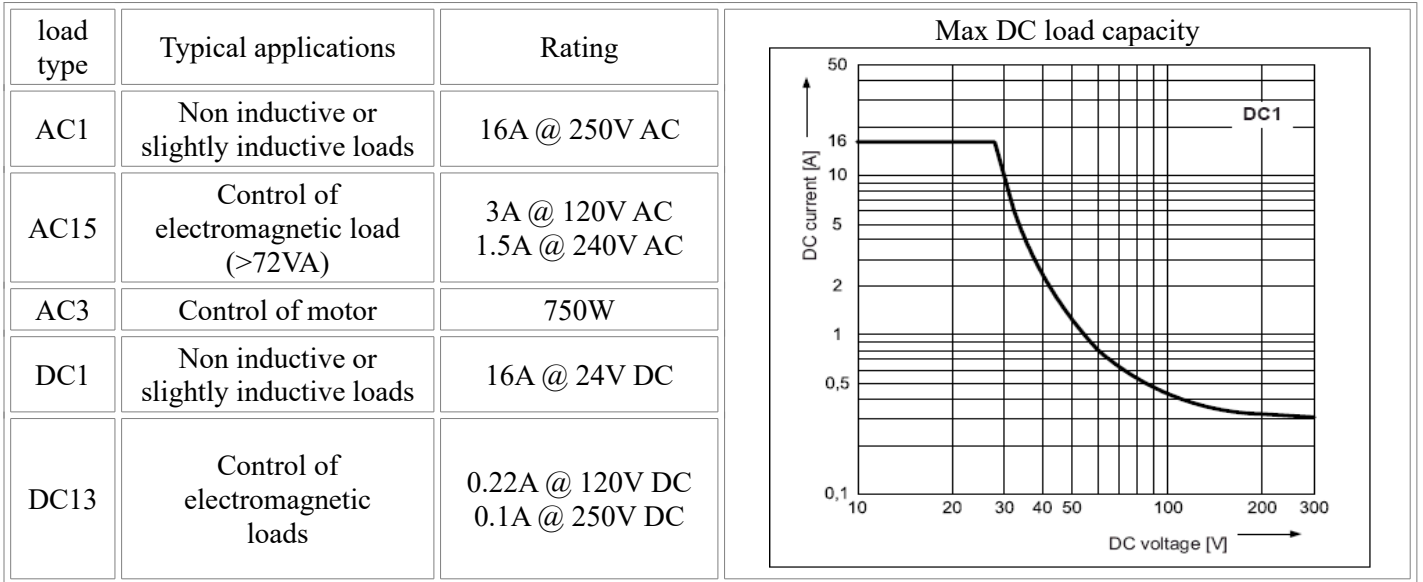 load
type
Typical applications
Rating
Max DC load capacity
AC1
Non inductive or
slightly inductive loads
16A @ 250V AC
AC15
Control of
electromagnetic load
(>72VA)
3A @ 120V AC
1.5A @ 240V AC
AC3
Control of motor
750W
DC1
Non inductive or
slightly inductive loads
16A @ 24V DC
DC13
Control of
electromagnetic
loads
0.22A @ 120V DC
0.1A @ 250V DC
DC1
DC current [A]
50
16
10
5
2
1
0,5
0,1
10 20 30 40 50 100 200 300
DC voltage [V]